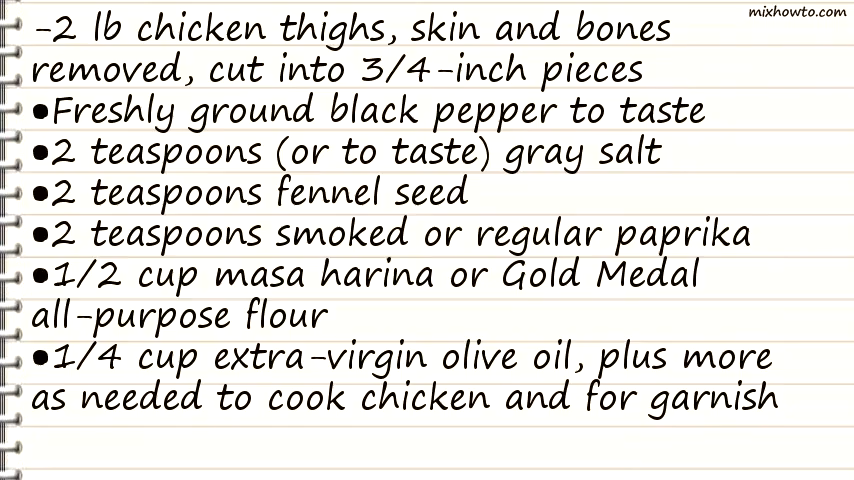 mixhowto.com
-2 lb chicken thighs, skin and bones
removed, cut into 3/4-inch pieces
•Freshly ground black pepper to taste
•2 teaspoons (or to taste) gray salt
•2 teaspoons fennel seed
•2 teaspoons smoked or regular paprika
•1/2 cup masa harina or Gold Medal
all-purpose flour
•1/4 cup extra-virgin olive oil, plus more
as needed to cook chicken and for garnish